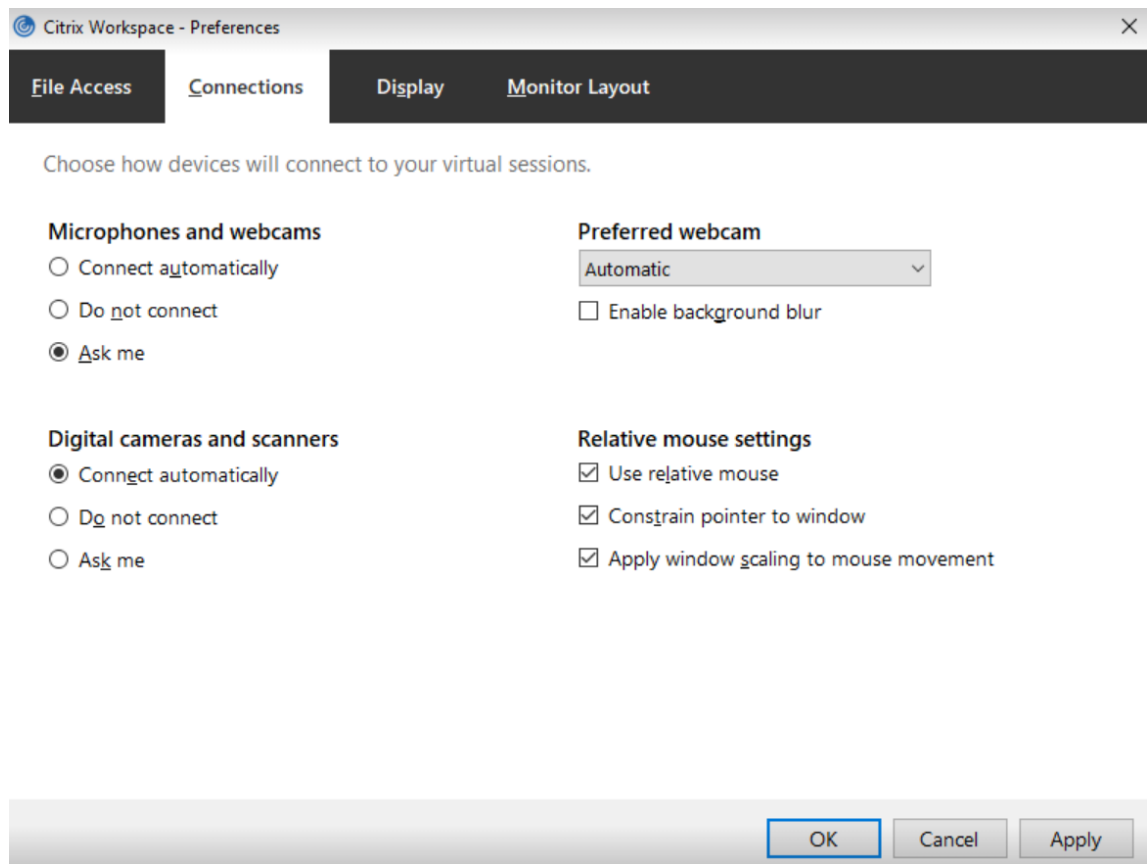 Citrix Workspace - Preferences
File Access
Connections
Display
Monitor Layout
Choose how devices will connect to your virtual sessions.
Microphones and webcams
Connect automatically
Do not connect
Ask me
Preferred webcam
Automatic
Enable background blur
Digital cameras and scanners
Connect automatically
Do not connect
Ask me
Relative mouse settings
Use relative mouse
Constrain pointer to window
Apply window scaling to mouse movement
OK
Cancel
Apply